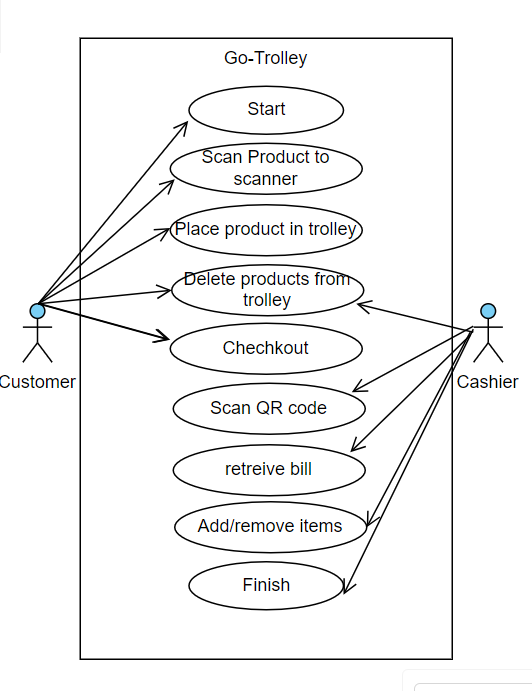 Go-Trolley
Start
Scan Product to
scanner
Place product in trolley
Delete products from
trolley
Chechkout
Customer
Cashier
Scan QR code
retreive bill
Add/remove items
Finish